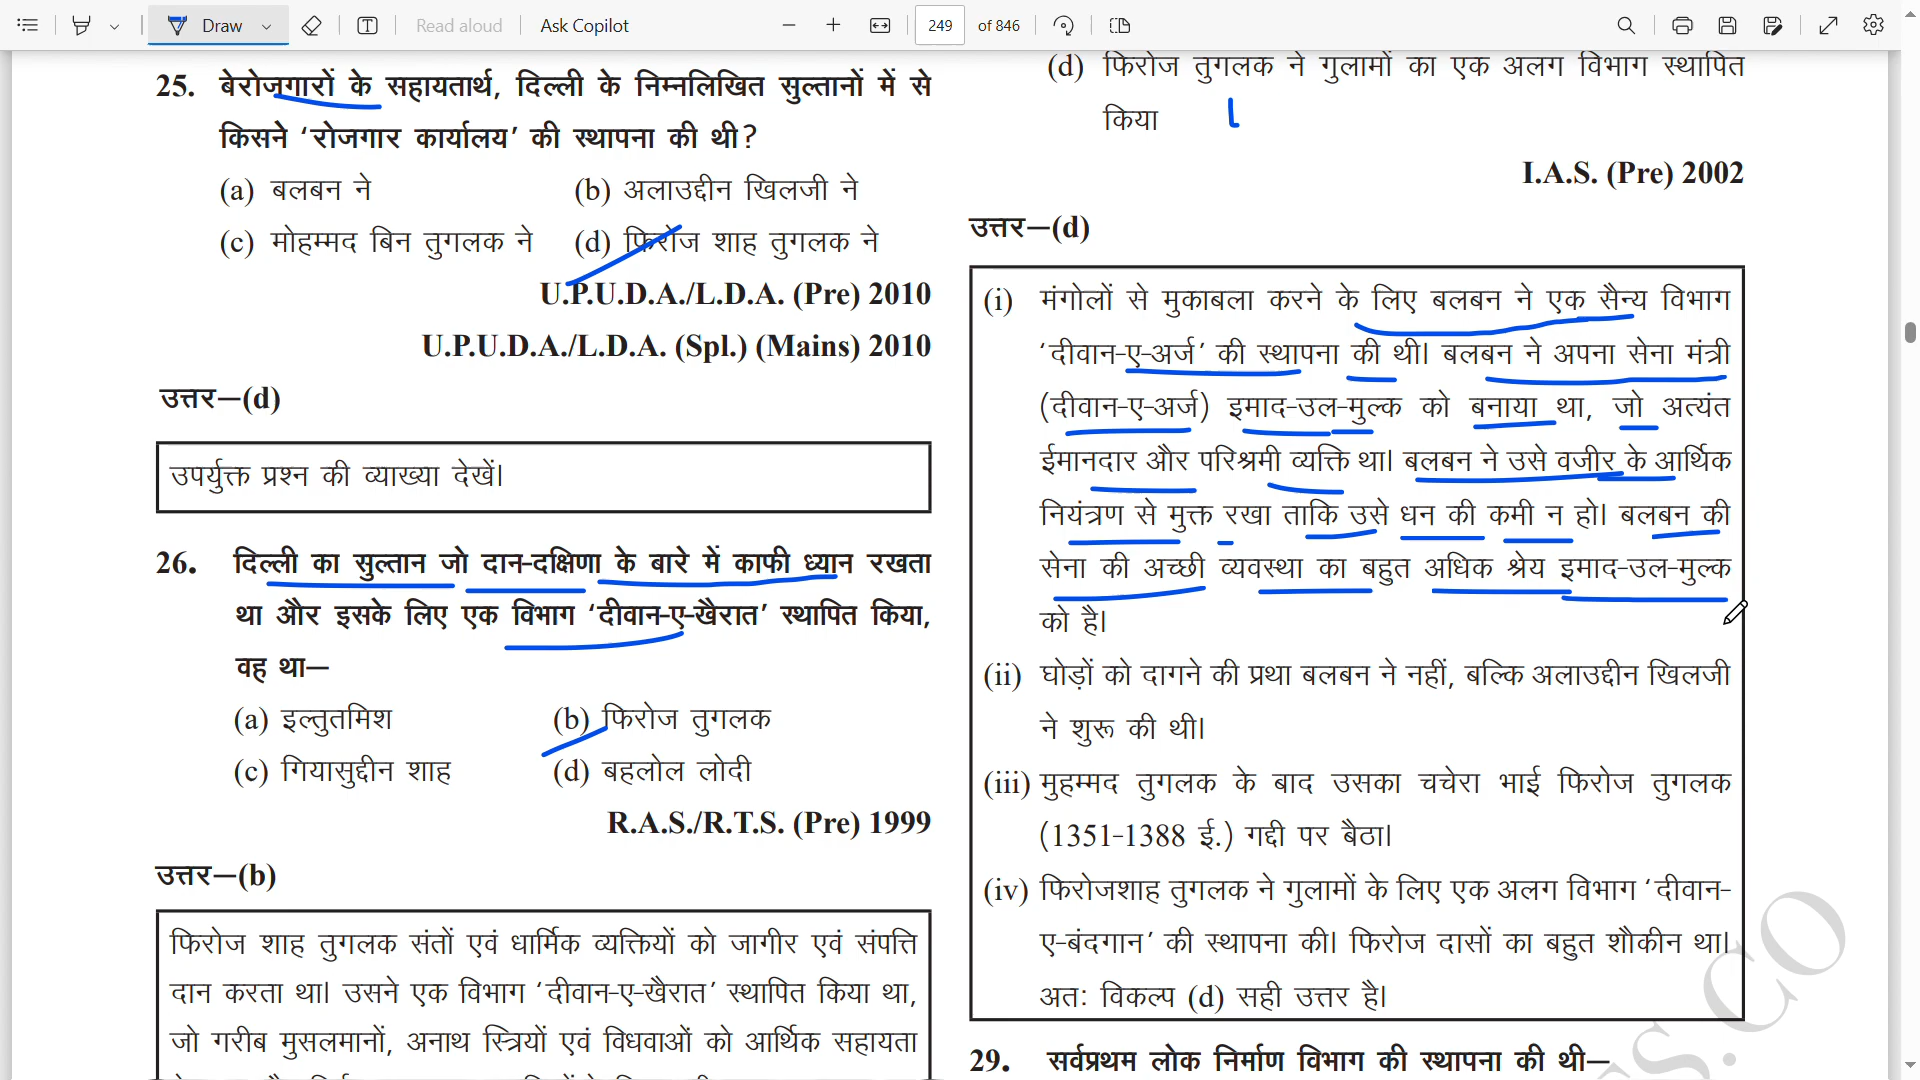 Draw
Read aloud
Ask Copilot
249 of 846
25. बेरोजगारों के सहायतार्थ, दिल्ली के निम्नलिखित सुल्तानों में से
किसने ‘रोजगार कार्यालय’ की स्थापना की थी?
(a) बलबन ने (b) अलाउद्दीन खिलजी ने
(c) मोहम्मद बिन तुगलक ने (d) फिरोज शाह तुगलक ने
U.P.U.D.A./L.D.A. (Pre) 2010
U.P.U.D.A./L.D.A. (Spl.) (Mains) 2010
उत्तर—(d)
उपर्युक्त प्रश्न की व्याख्या देखें।
26. दिल्ली का सुल्तान जो दान-दक्षिणा के बारे में काफी ध्यान रखता
था और इसके लिए एक विभाग ‘दीवान-ए-खैरात’ स्थापित किया,
वह था—
(a) इल्तुतमिश (b) फिरोज तुगलक
(c) गियासुद्दीन शाह (d) बहलोल लोदी
R.A.S./R.T.S. (Pre) 1999
उत्तर—(b)
फिरोज शाह तुगलक संतों एवं धार्मिक व्यक्तियों को जागीर एवं संपत्ति
दान करता था। उसने एक विभाग ‘दीवान-ए-खैरात’ स्थापित किया था,
जो गरीब मुसलमानों, अनाथ स्त्रियों एवं विधवाओं को आर्थिक सहायता
(d) फिरोज तुगलक ने गुलामों का एक अलग विभाग स्थापित
किया
I.A.S. (Pre) 2002
उत्तर—(d)
(i) मंगोलों से मुकाबला करने के लिए बलबन ने एक सैन्य विभाग
‘दीवान-ए-अर्ज’ की स्थापना की थी। बलबन ने अपना सेना मंत्री
(दीवान-ए-अर्ज) इमाद-उल-मुल्क को बनाया था, जो अत्यंत
ईमानदार और परिश्रमी व्यक्ति था। बलबन ने उसे वजीर के आर्थिक
नियंत्रण से मुक्त रखा ताकि उसे धन की कमी न हो। बलबन की
सेना की अच्छी व्यवस्था का बहुत अधिक श्रेय इमाद-उल-मुल्क
को है।
(ii) घोड़ों को दागने की प्रथा बलबन ने नहीं, बल्कि अलाउद्दीन खिलजी
ने शुरू की थी।
(iii) मुहम्मद तुगलक के बाद उसका चचेरा भाई फिरोज तुगलक
(1351-1388 ई.) गद्दी पर बैठा।
(iv) फिरोजशाह तुगलक ने गुलामों के लिए एक अलग विभाग ‘दीवान-
ए-बंदगान’ की स्थापना की। फिरोज दासों का बहुत शौकीन था।
अतः विकल्प (d) सही उत्तर है।
29. सर्वप्रथम लोक निर्माण विभाग की स्थापना की थी—
S.CO